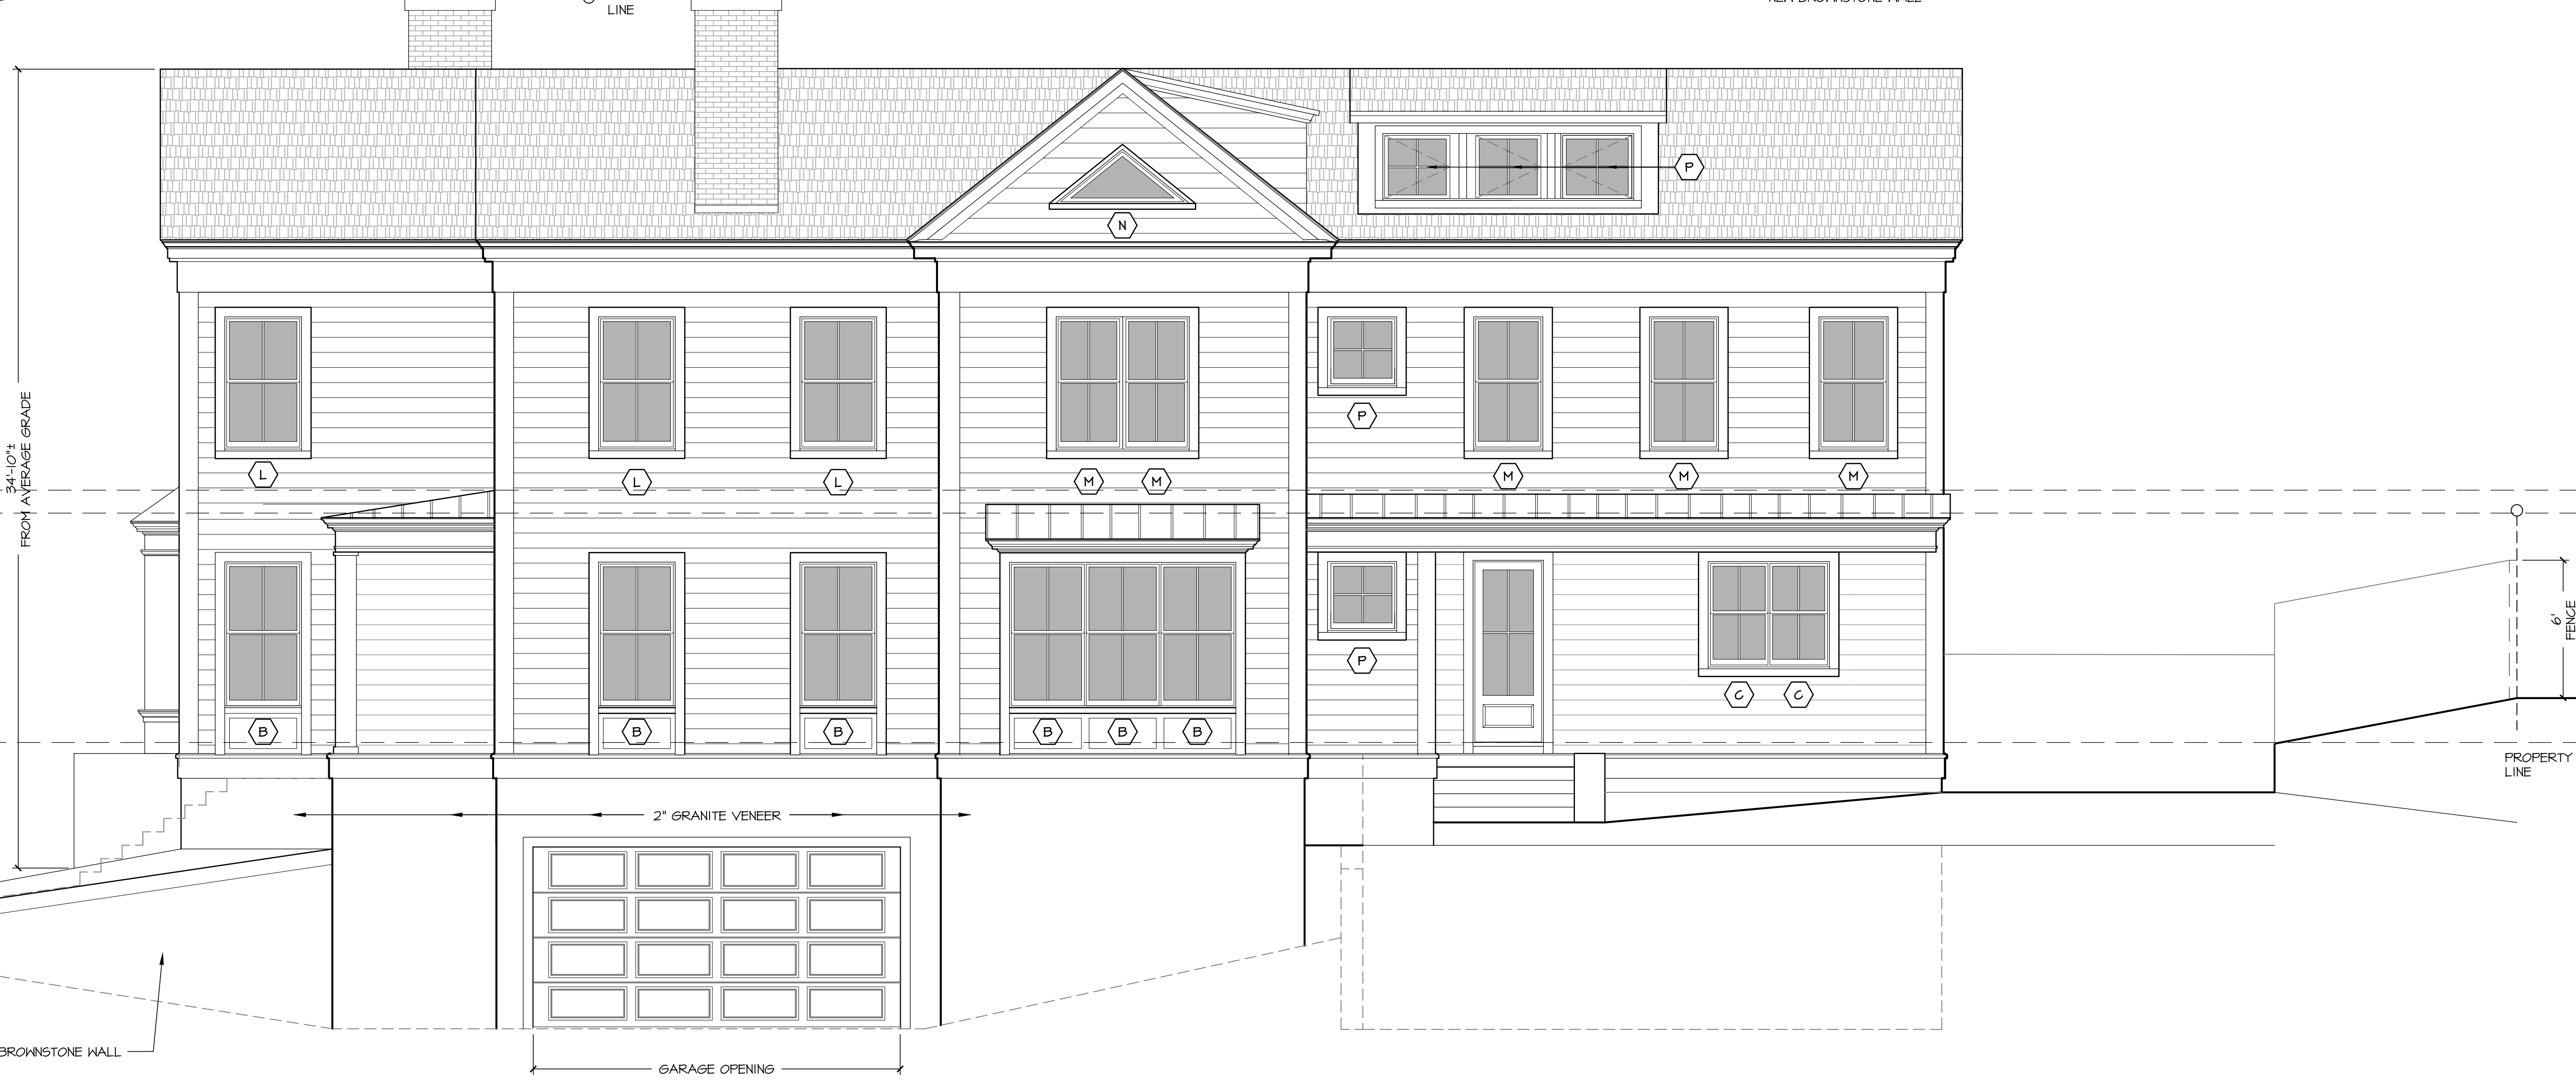 LINE
P
N
34'-10"±
FROM AVERAGE GRADE
P
L
L
L
M
M
M
M
M
6'
FENCE
P
C
C
B
B
B
B
B
B
PROPERTY
LINE
2" GRANITE VENEER
BROWNSTONE WALL
GARAGE OPENING